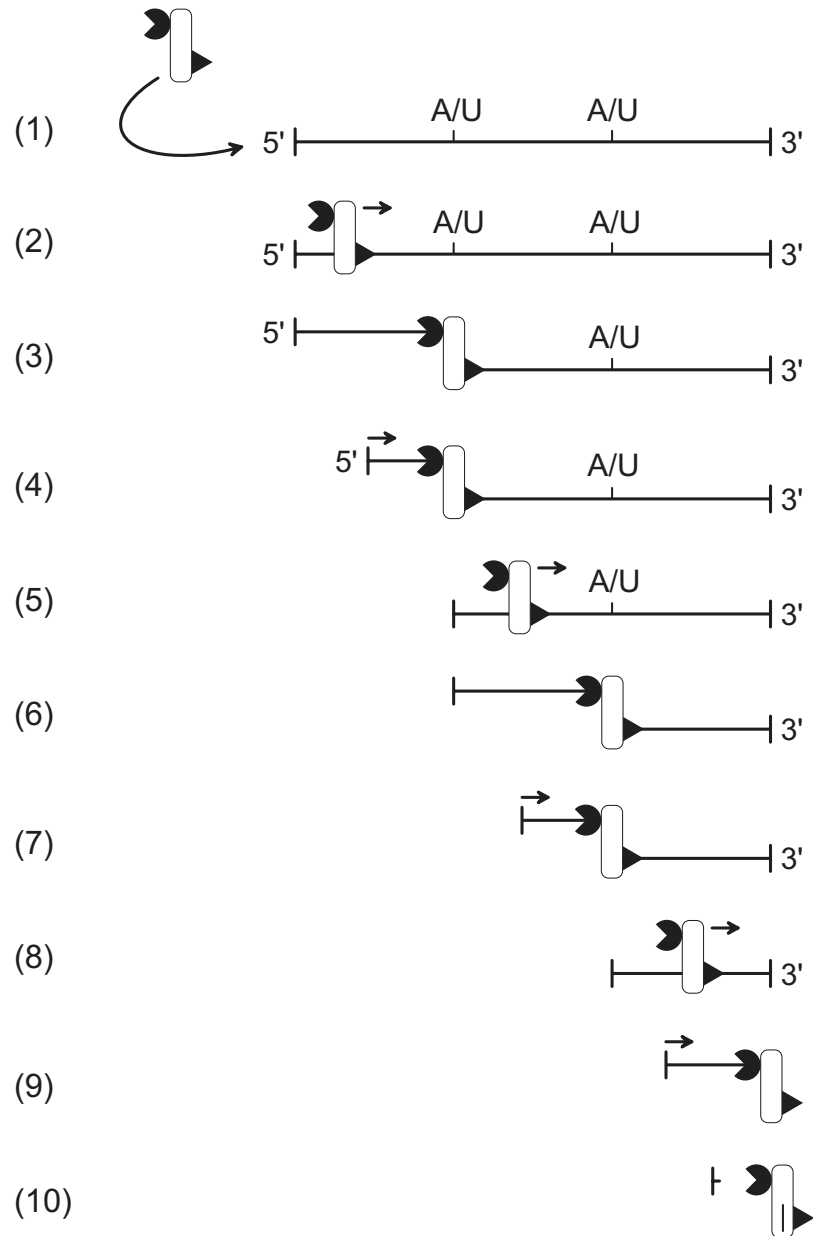 (1) 5' A/U A/U 3'
(2) 5' A/U A/U 3'
(3) 5' A/U 3'
(4) 5' A/U 3'
(5) A/U 3'
(6) 3'
(7) 3'
(8) 3'
(9)
(10)